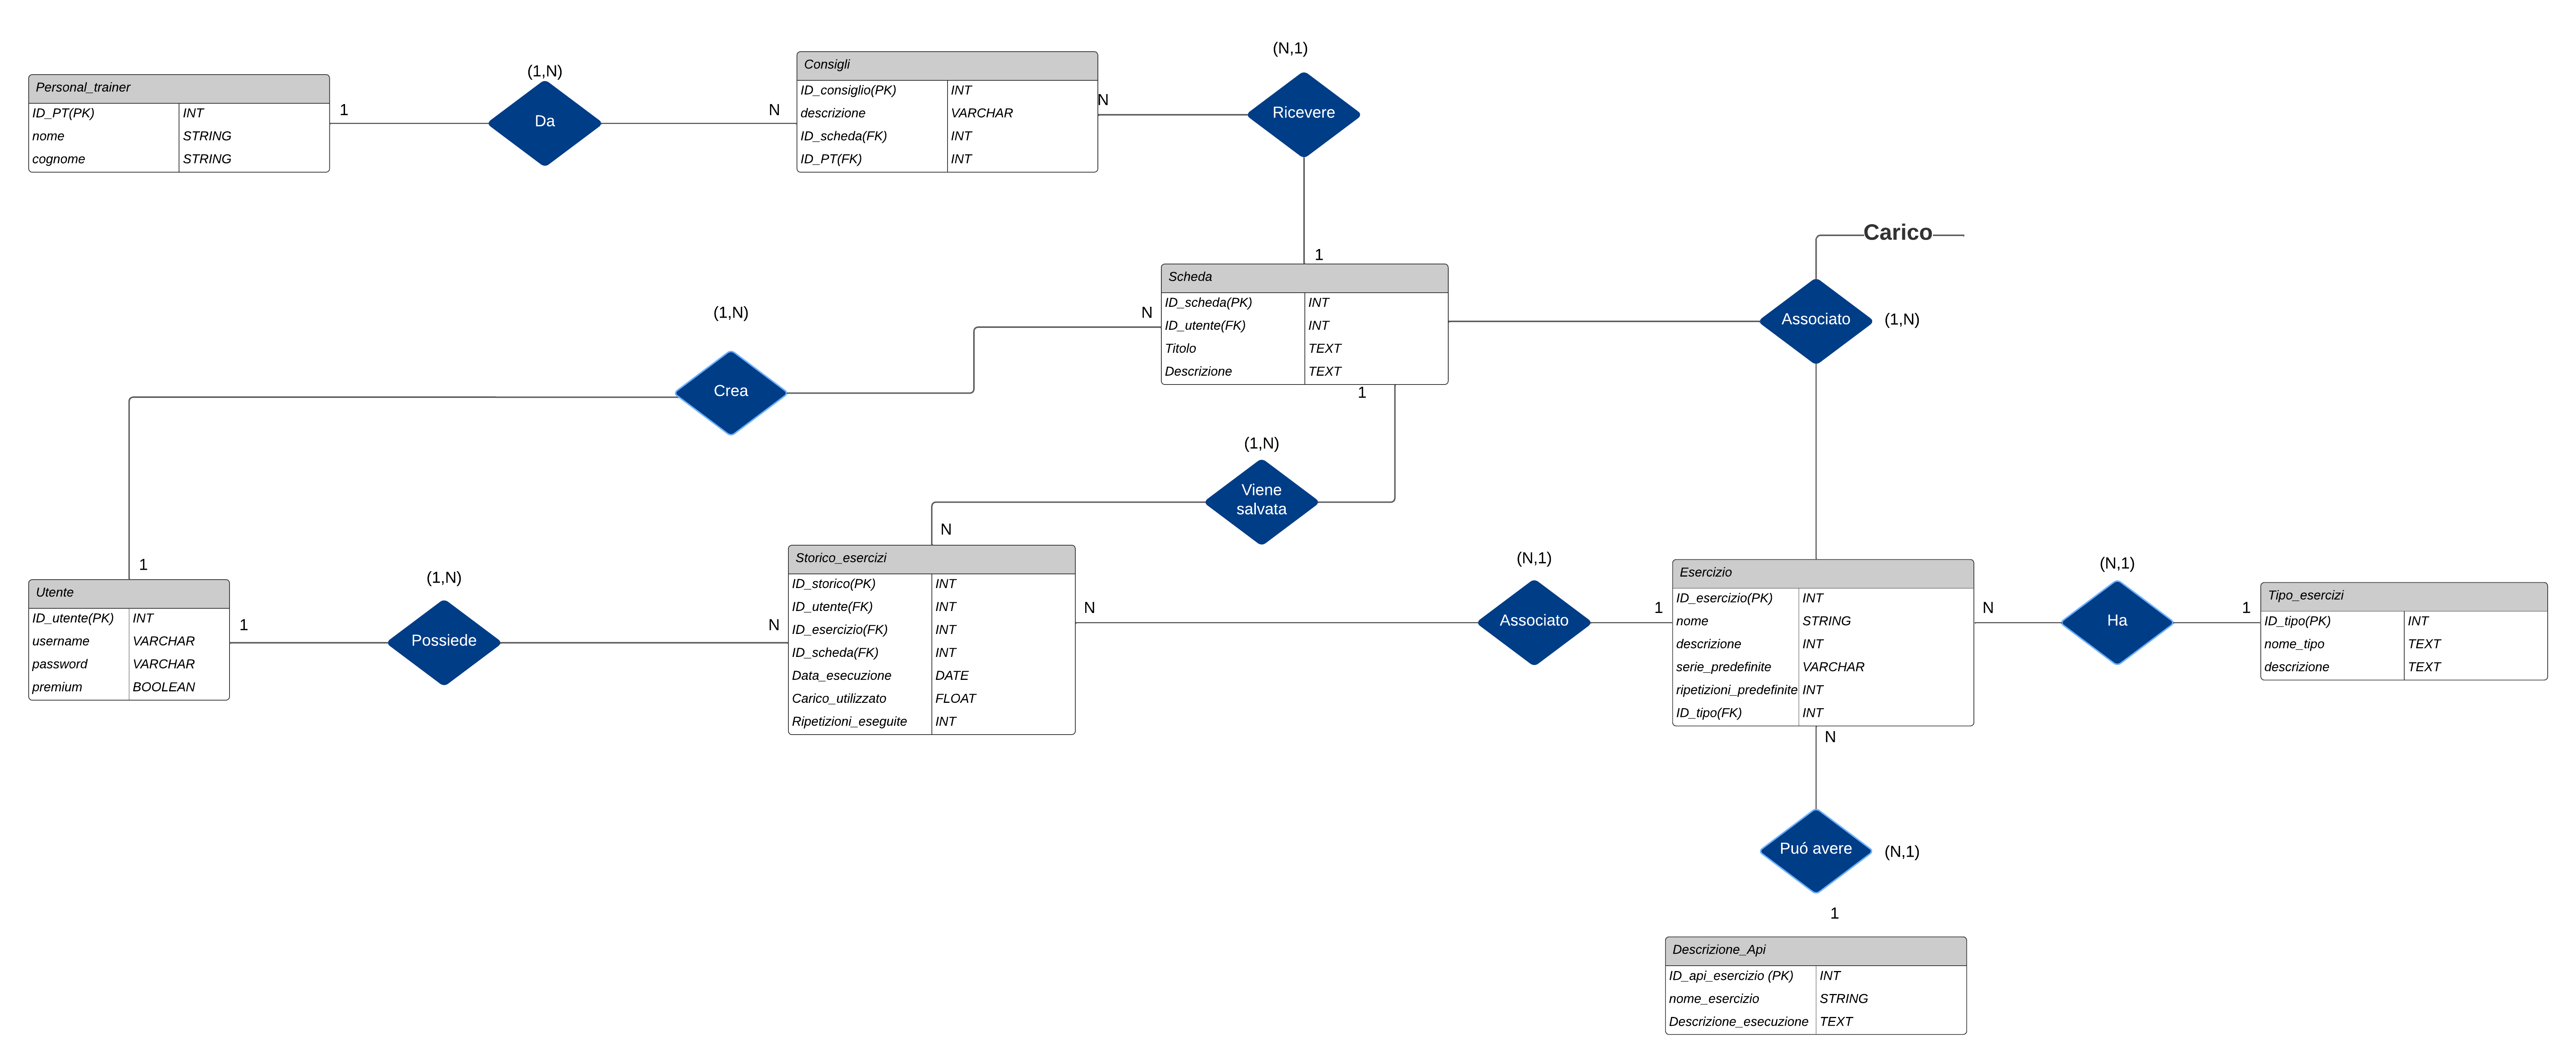 (N,1)
(1,N)
Consigli
Personal_trainer
ID_consiglio(PK) INT
descrizione VARCHAR
ID_scheda(FK) INT
ID_PT(FK) INT
ID_PT(PK) INT
nome STRING
cognome STRING
1
Da
N
N
Ricevere
Carico
1
Scheda
ID_scheda(PK) INT
ID_utente(FK) INT
Titolo TEXT
Descrizione TEXT
(1,N)
N
Associato
(1,N)
Crea
1
(1,N)
Viene
salvata
N
1
Storico_esercizi
ID_storico(PK) INT
ID_utente(FK) INT
ID_esercizio(FK) INT
ID_scheda(FK) INT
Data_esecuzione DATE
Carico_utilizzato FLOAT
Ripetizioni_eseguite INT
(N,1)
(N,1)
Esercizio
ID_esercizio(PK) INT
nome STRING
descrizione INT
serie_predefinite VARCHAR
ripetizioni_predefinite INT
ID_tipo(FK) INT
(1,N)
Utente
ID_utente(PK) INT
username VARCHAR
password VARCHAR
premium BOOLEAN
1
Possiede
N
N
Associato
1
N
Ha
1
Tipo_esercizi
ID_tipo(PK) INT
nome_tipo TEXT
descrizione TEXT
N
Puó avere
(N,1)
1
Descrizione_Api
ID_api_esercizio (PK) INT
nome_esercizio STRING
Descrizione_esecuzione TEXT